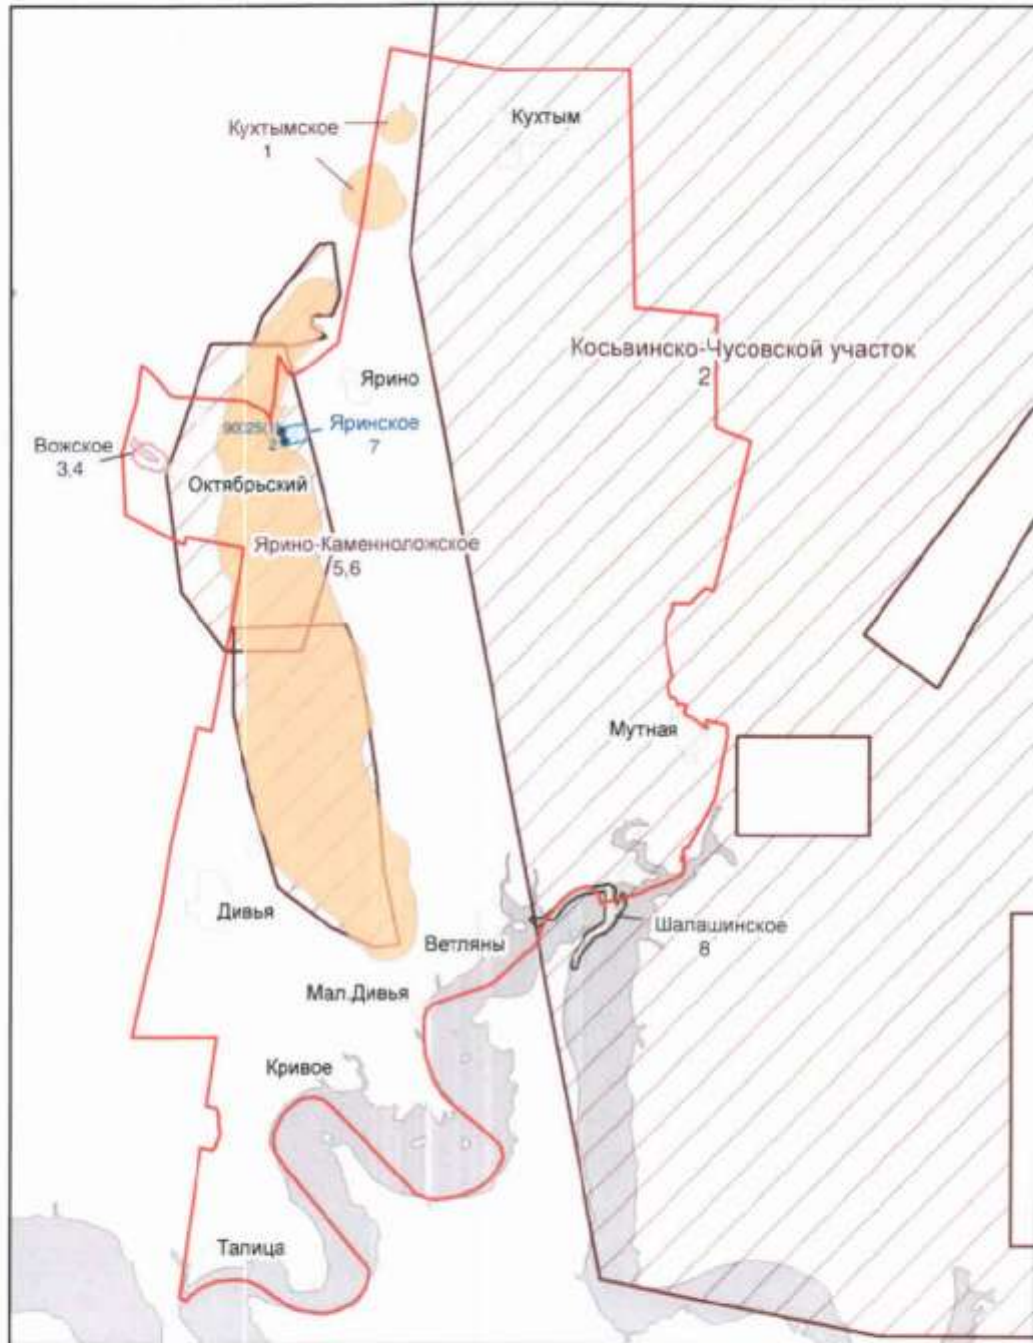 Кухтым
Кухтымское
1
Косьвинско-Чусовской участок
2
Ярино
Яринское
7
2
Вожское
3,4
Октябрьский
Ярино-Каменноложское
5,6
Мутная
Дивья
Ветляны
Шалашинское
8
Мал.Дивья
Кривое
Талица